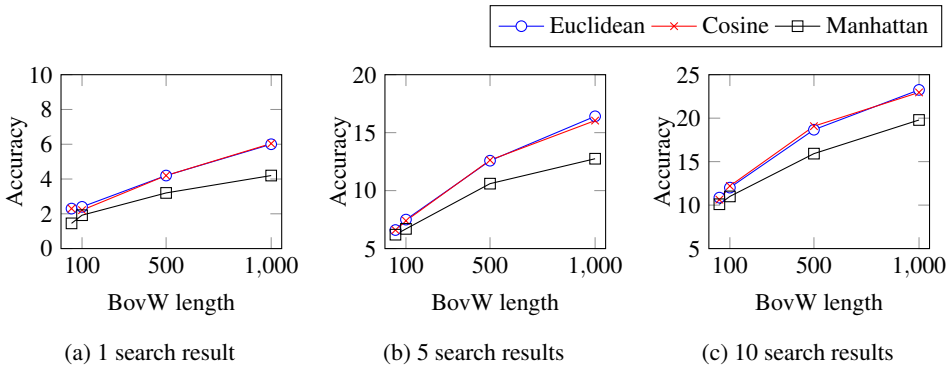 Euclidean Cosine Manhattan
10
8
6
4
2
0
Accuracy
100 500 1,000
BovW length
(a) 1 search result
20
15
10
5
Accuracy
100 500 1,000
BovW length
(b) 5 search results
25
20
15
10
5
Accuracy
100 500 1,000
BovW length
(c) 10 search results